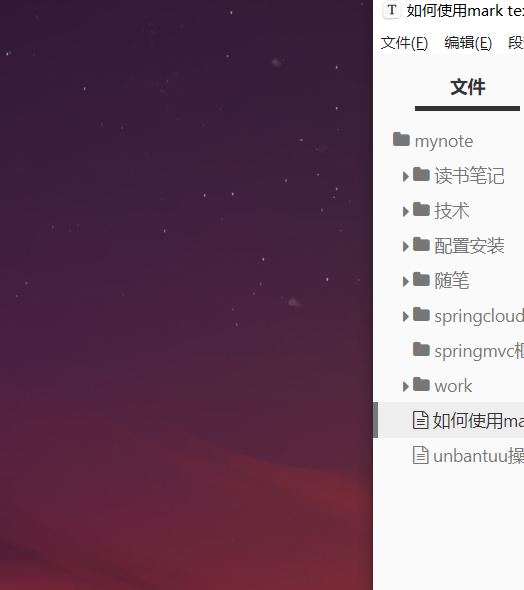 T 如何使用mark te
文件(F) 编辑(E) 段
文件
mynote
读书笔记
技术
配置安装
随笔
springcloud
springmvc框
work
如何使用ma
unbantuu操